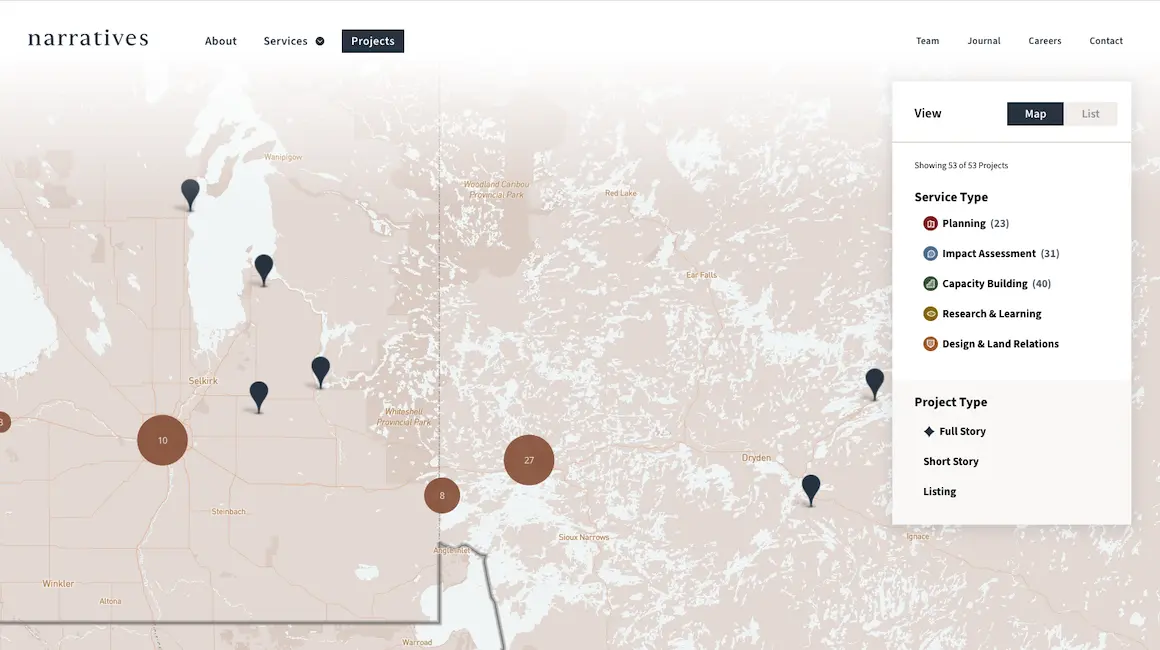 narratives
About
Services
Projects
Team
Journal
Careers
Contact
View
Map
List
Showing 53 of 53 Projects
Service Type
Planning (23)
Impact Assessment (31)
Capacity Building (40)
Research & Learning
Design & Land Relations
Project Type
Full Story
Short Story
Listing
Wanipigow
Woodland Caribou
Provincial Park
Red Lake
Ear Falls
Selkirk
Whiteshell
Provincial Park
10
27
Dryden
8
Steinbach
Sioux Narrows
Ignace
Angle Inlet
Winkler
Altona
Warroad